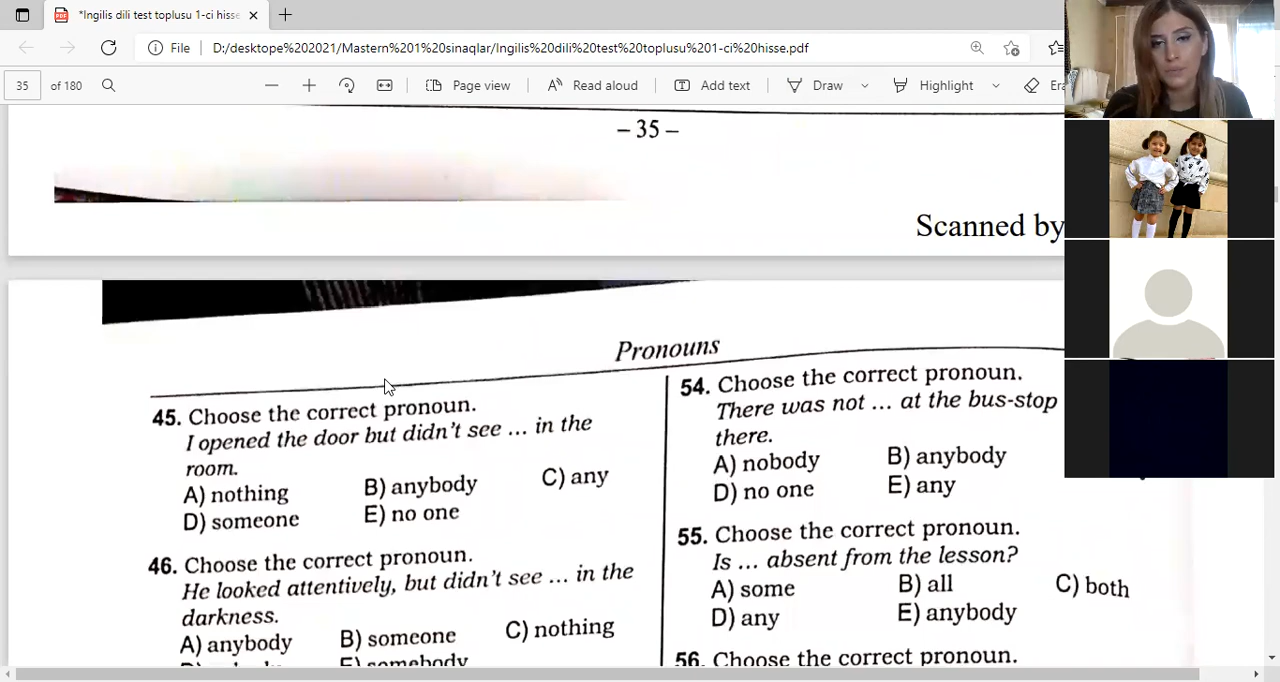 *Ingilis dili test toplusu 1-ci hisse
File D:/desktope%202021/Mastern%201%20sinaqlar/Ingilis%20dili%20test%20toplusu%201-ci%20hisse.pdf
35 of 180 Page view Read aloud Add text Draw Highlight
– 35 –
Scanned by
Pronouns
45. Choose the correct pronoun.
I opened the door but didn't see ... in the
room.
A) nothing B) anybody C) any
D) someone E) no one
46. Choose the correct pronoun.
He looked attentively, but didn't see ... in the
darkness.
A) anybody B) someone C) nothing
E) somebody
54. Choose the correct pronoun.
There was not ... at the bus-stop
there.
A) nobody B) anybody
D) no one E) any
55. Choose the correct pronoun.
Is ... absent from the lesson?
A) some B) all C) both
D) any E) anybody
56. Choose the correct pronoun.